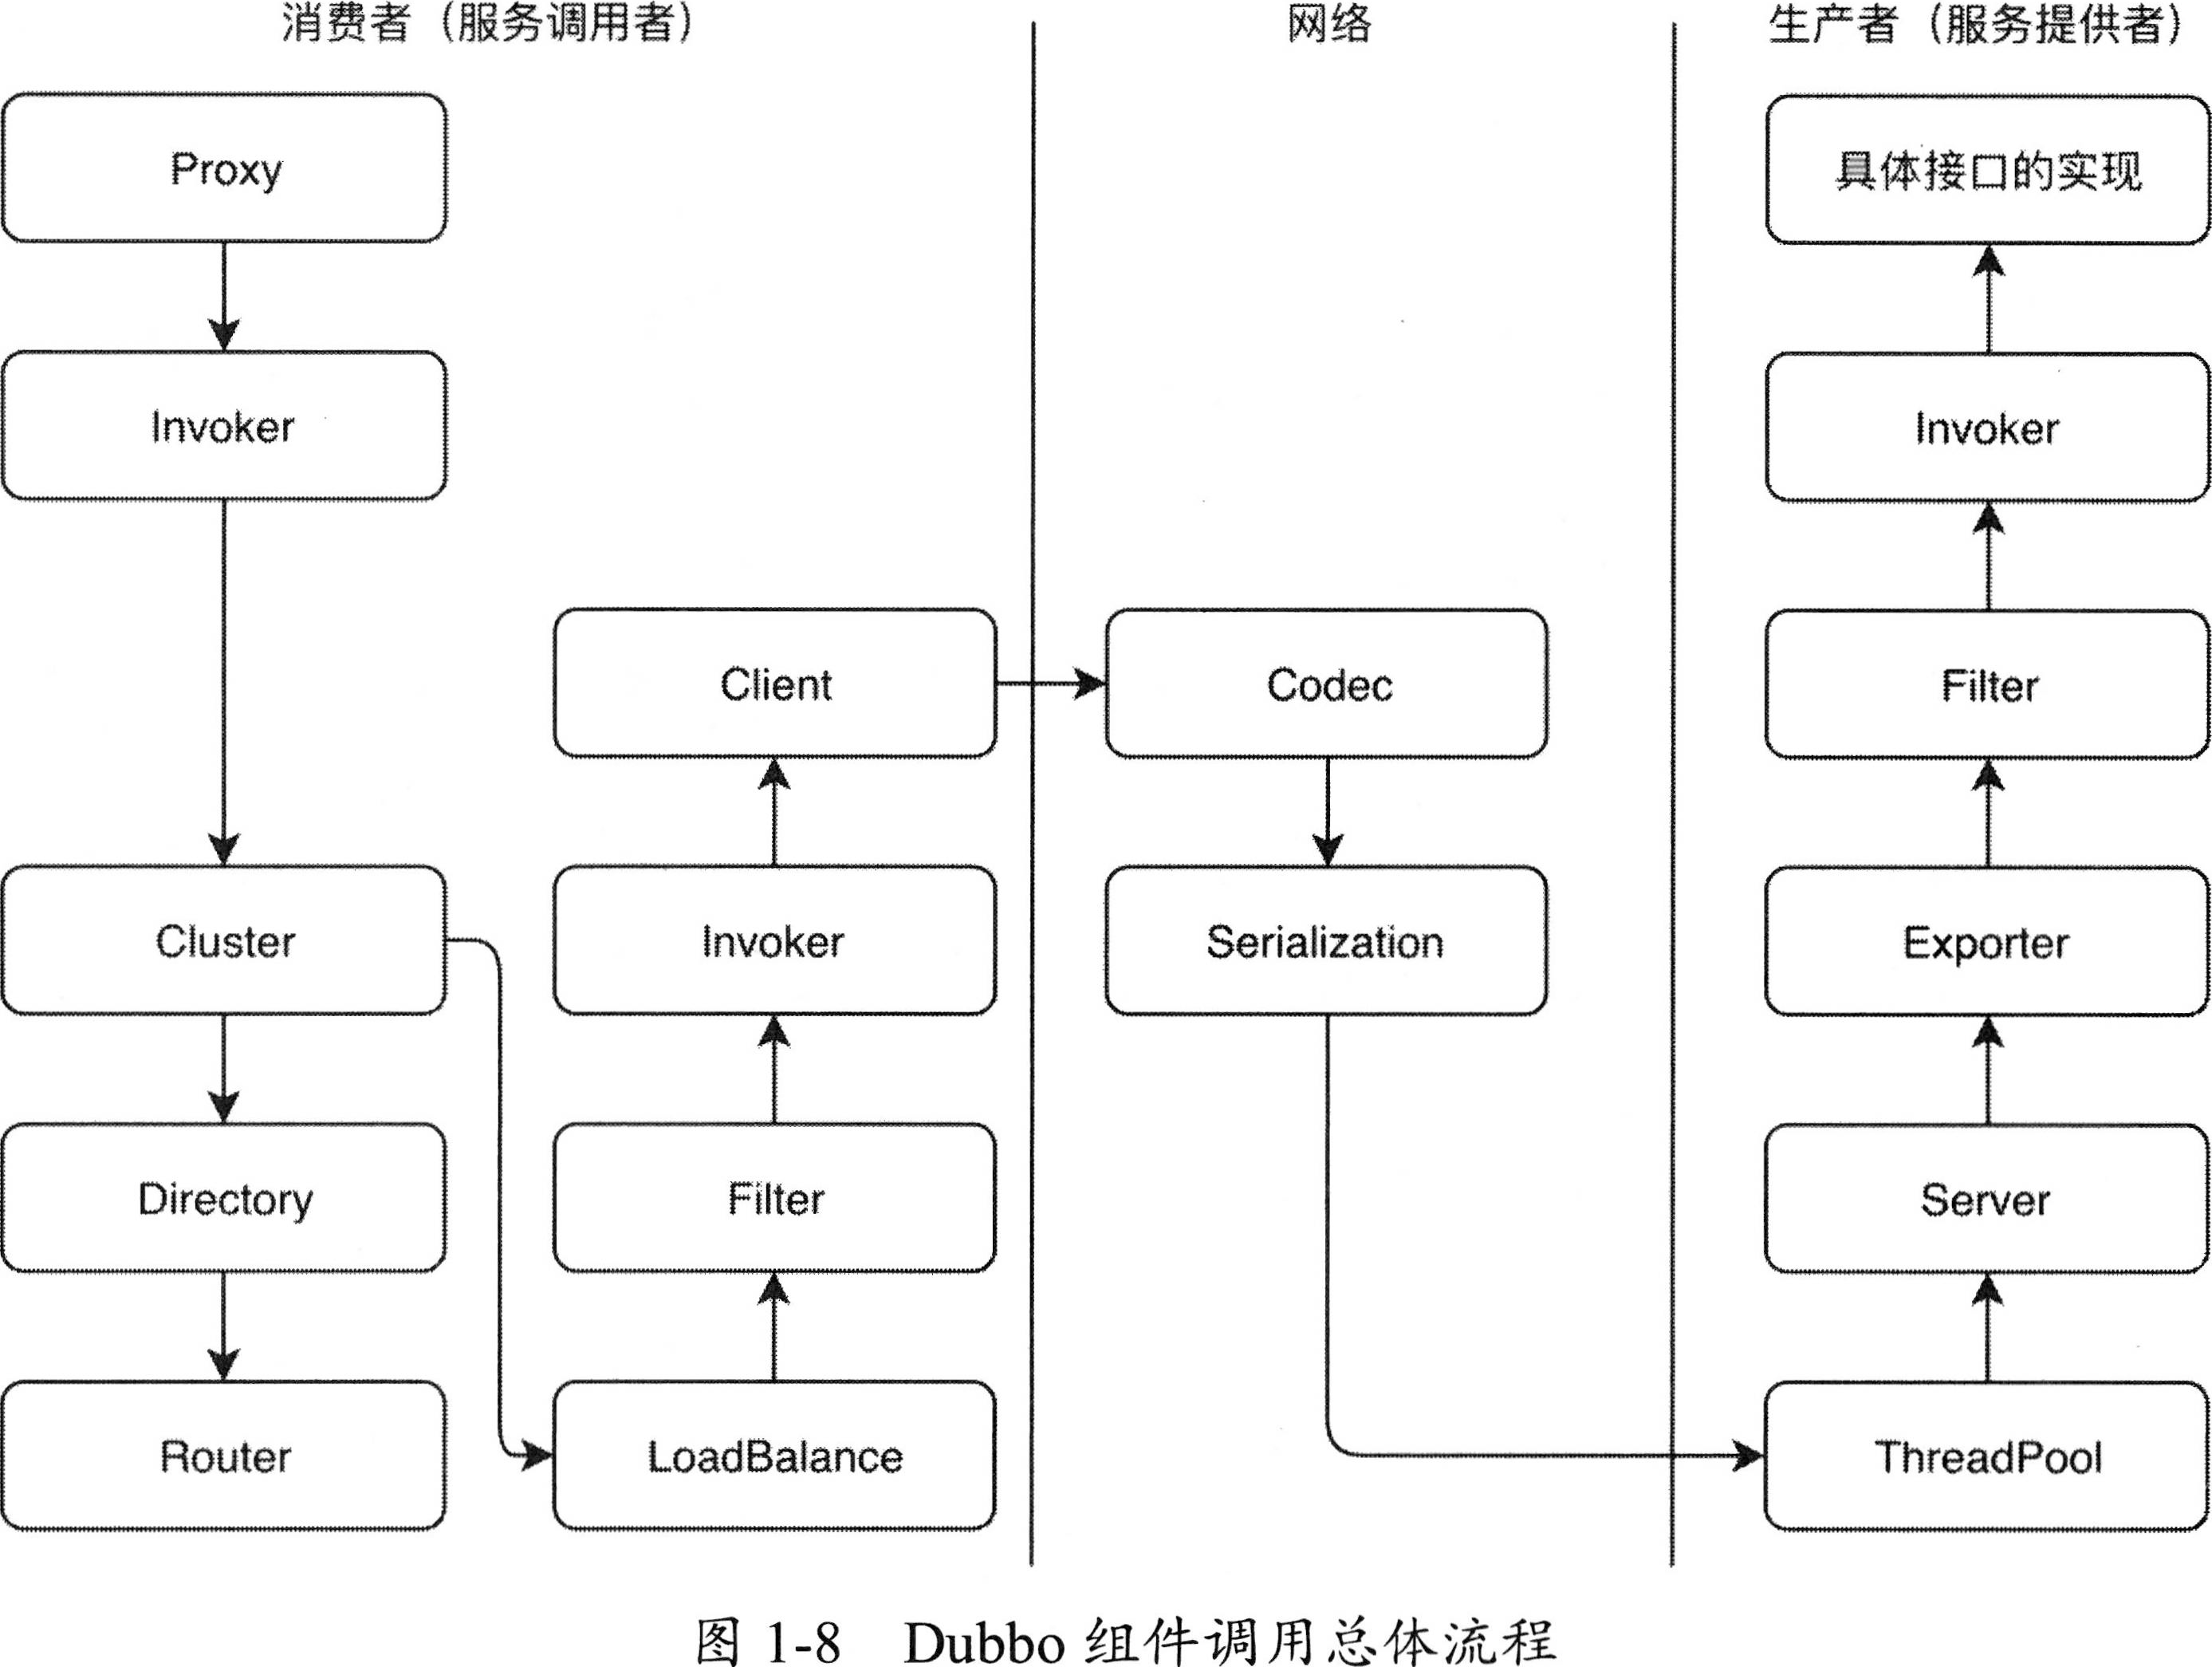 消费者（服务调用者）
网络
生产者（服务提供者）
Proxy
具体接口的实现
Invoker
Invoker
Client
Codec
Filter
Cluster
Invoker
Serialization
Exporter
Directory
Filter
Server
Router
LoadBalance
ThreadPool
图 1-8 Dubbo 组件调用总体流程